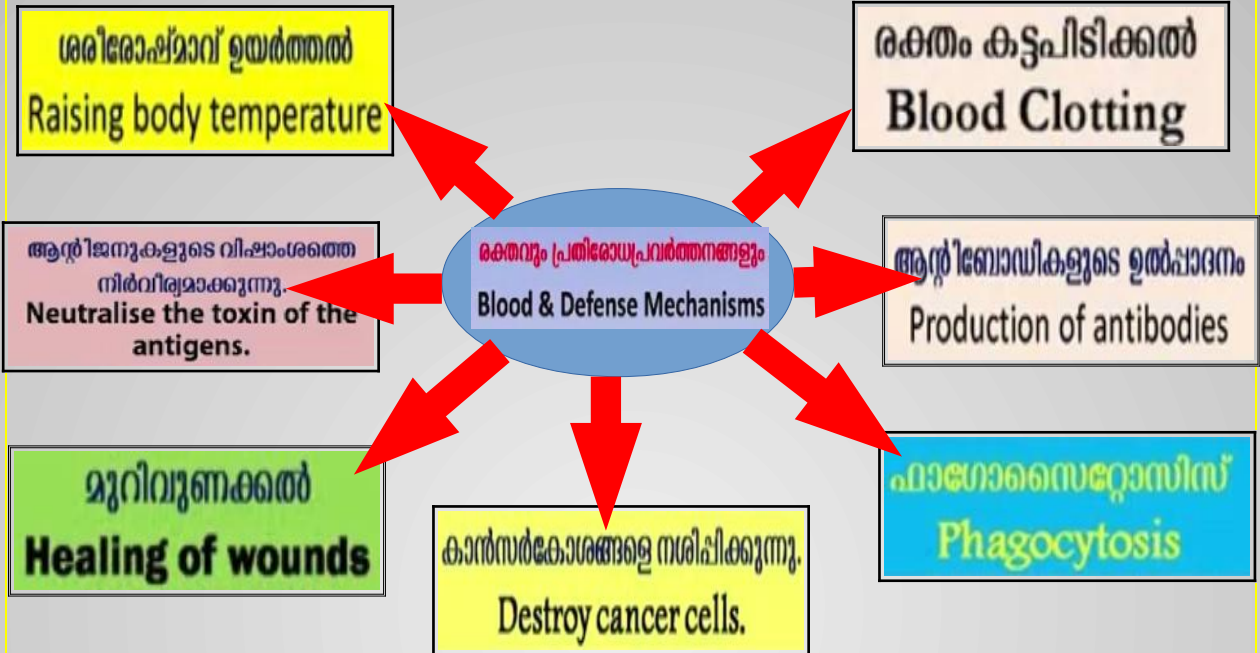 ശരീരോഷ്മാവ് ഉയർത്തൽ
Raising body temperature
രക്തം കട്ടപിടിക്കൽ
Blood Clotting
ആന്റിജനുകളുടെ വിഷാംശത്തെ
നിർവീര്യമാക്കുന്നു.
Neutralise the toxin of the
antigens.
രക്തവും പ്രതിരോധപ്രവർത്തനങ്ങളും
Blood & Defense Mechanisms
ആന്റിബോഡികളുടെ ഉൽപ്പാദനം
Production of antibodies
മുറിവുണക്കൽ
Healing of wounds
കാൻസർകോശങ്ങളെ നശിപ്പിക്കുന്നു.
Destroy cancer cells.
ഫാഗോസൈറ്റോസിസ്
Phagocytosis